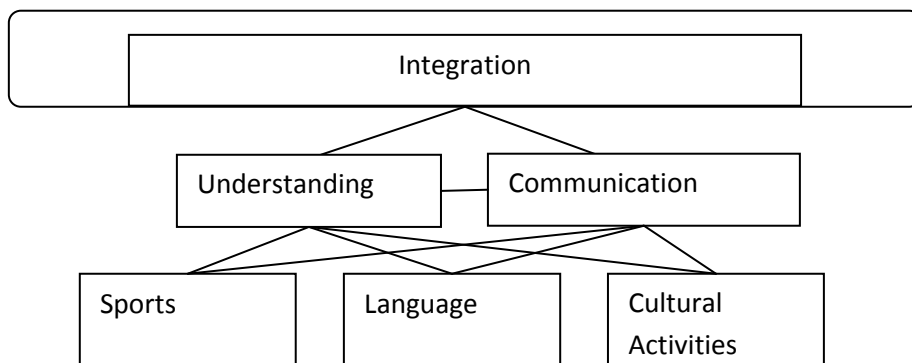 Integration
Understanding
Communication
Sports
Language
Cultural
Activities